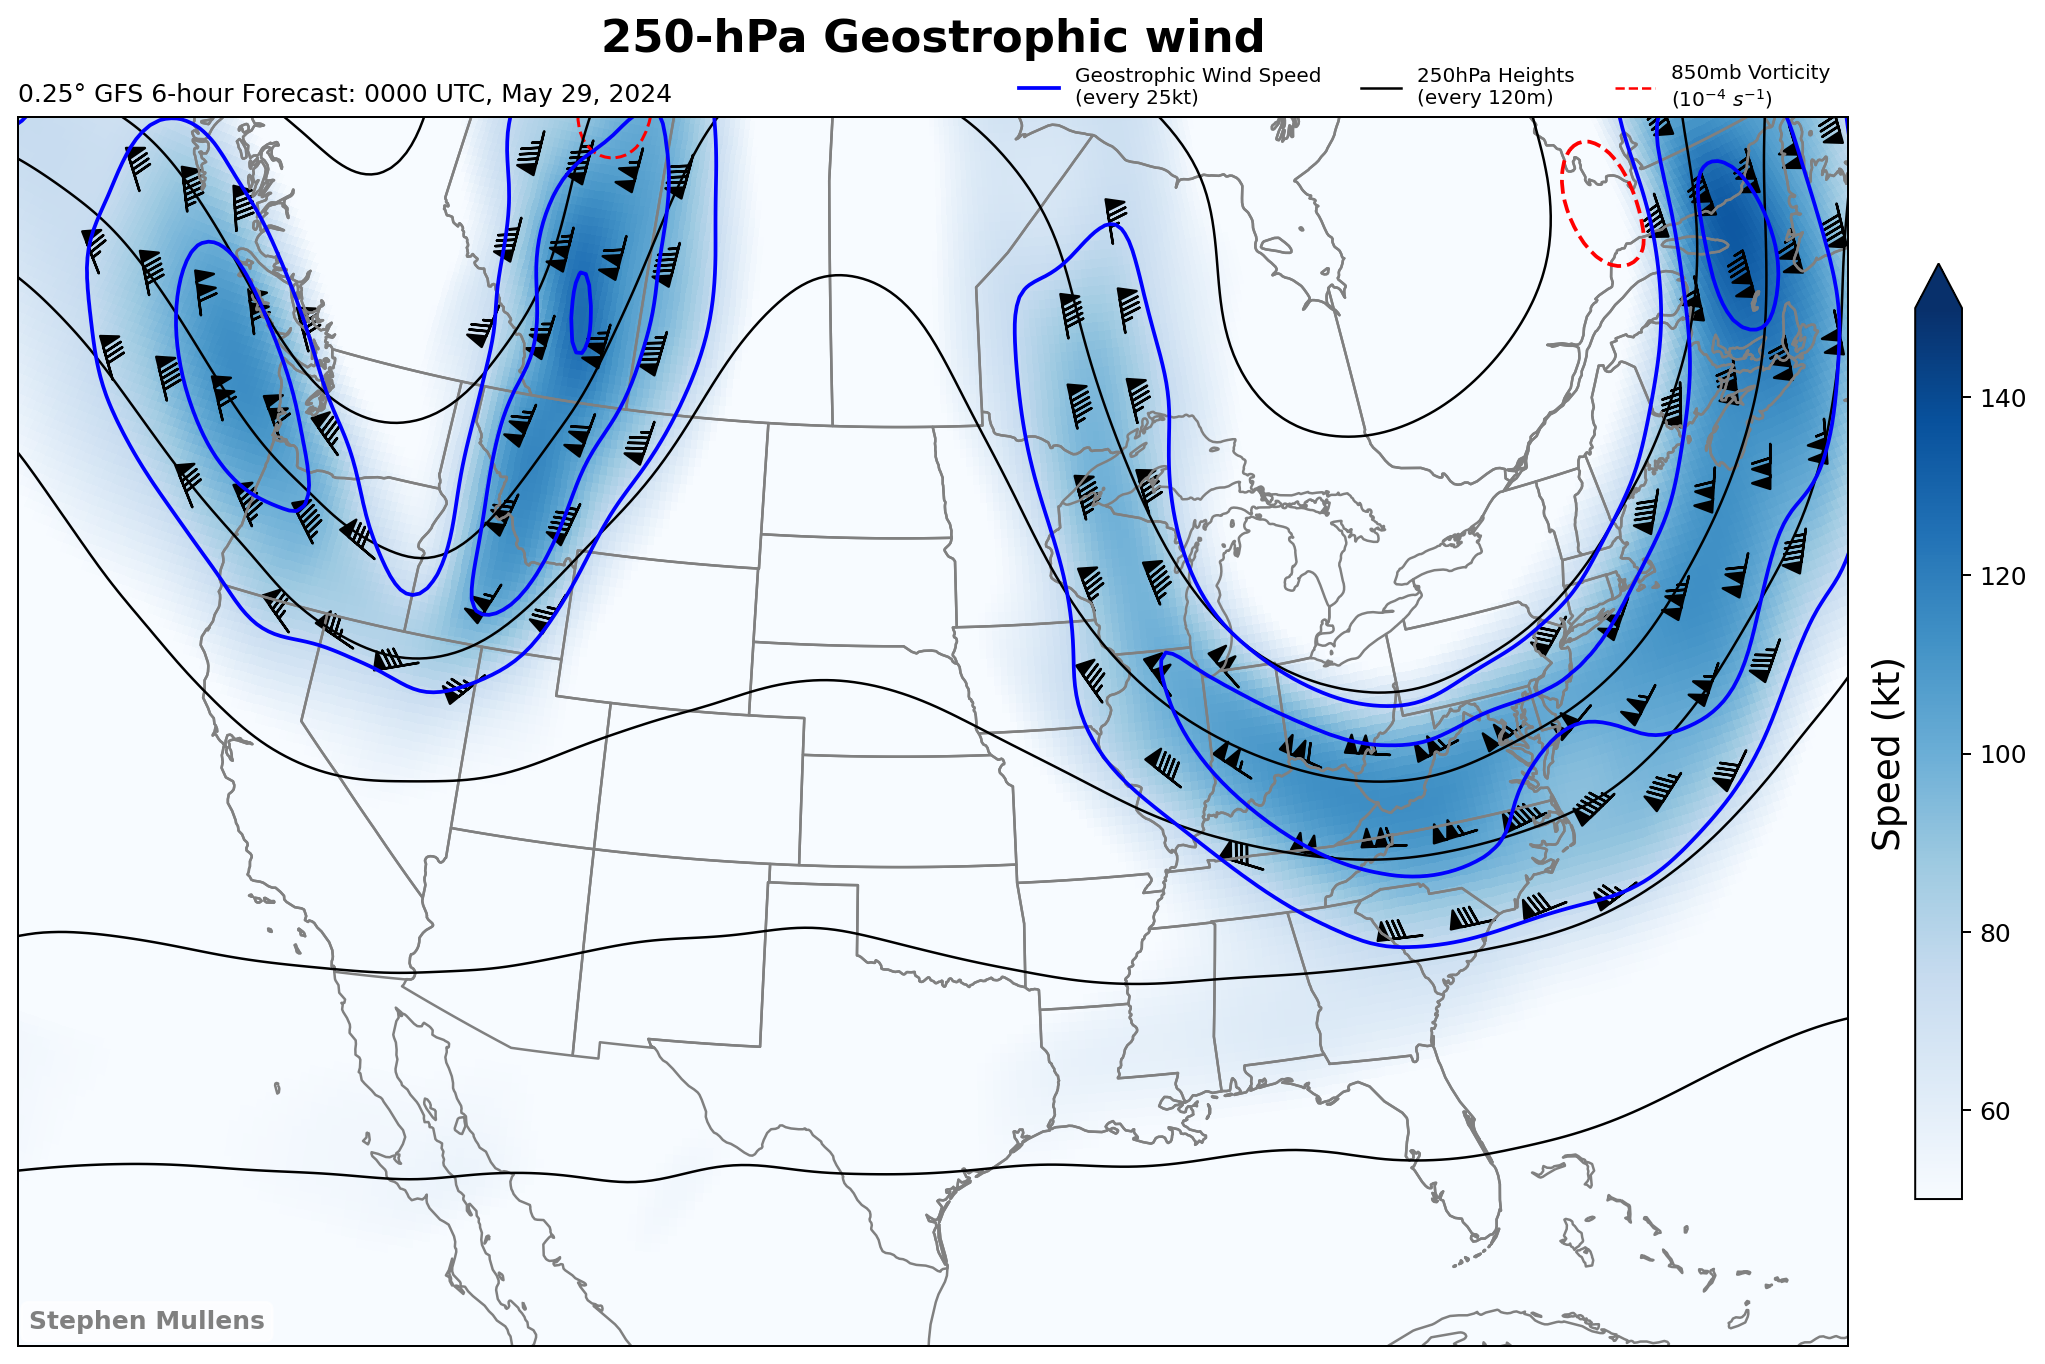 250-hPa Geostrophic wind
0.25° GFS 6-hour Forecast: 0000 UTC, May 29, 2024
Geostrophic Wind Speed
(every 25kt)
250hPa Heights
(every 120m)
850mb Vorticity
(10⁻⁴ s⁻¹)
140
120
100
80
60
Speed (kt)
Stephen Mullens